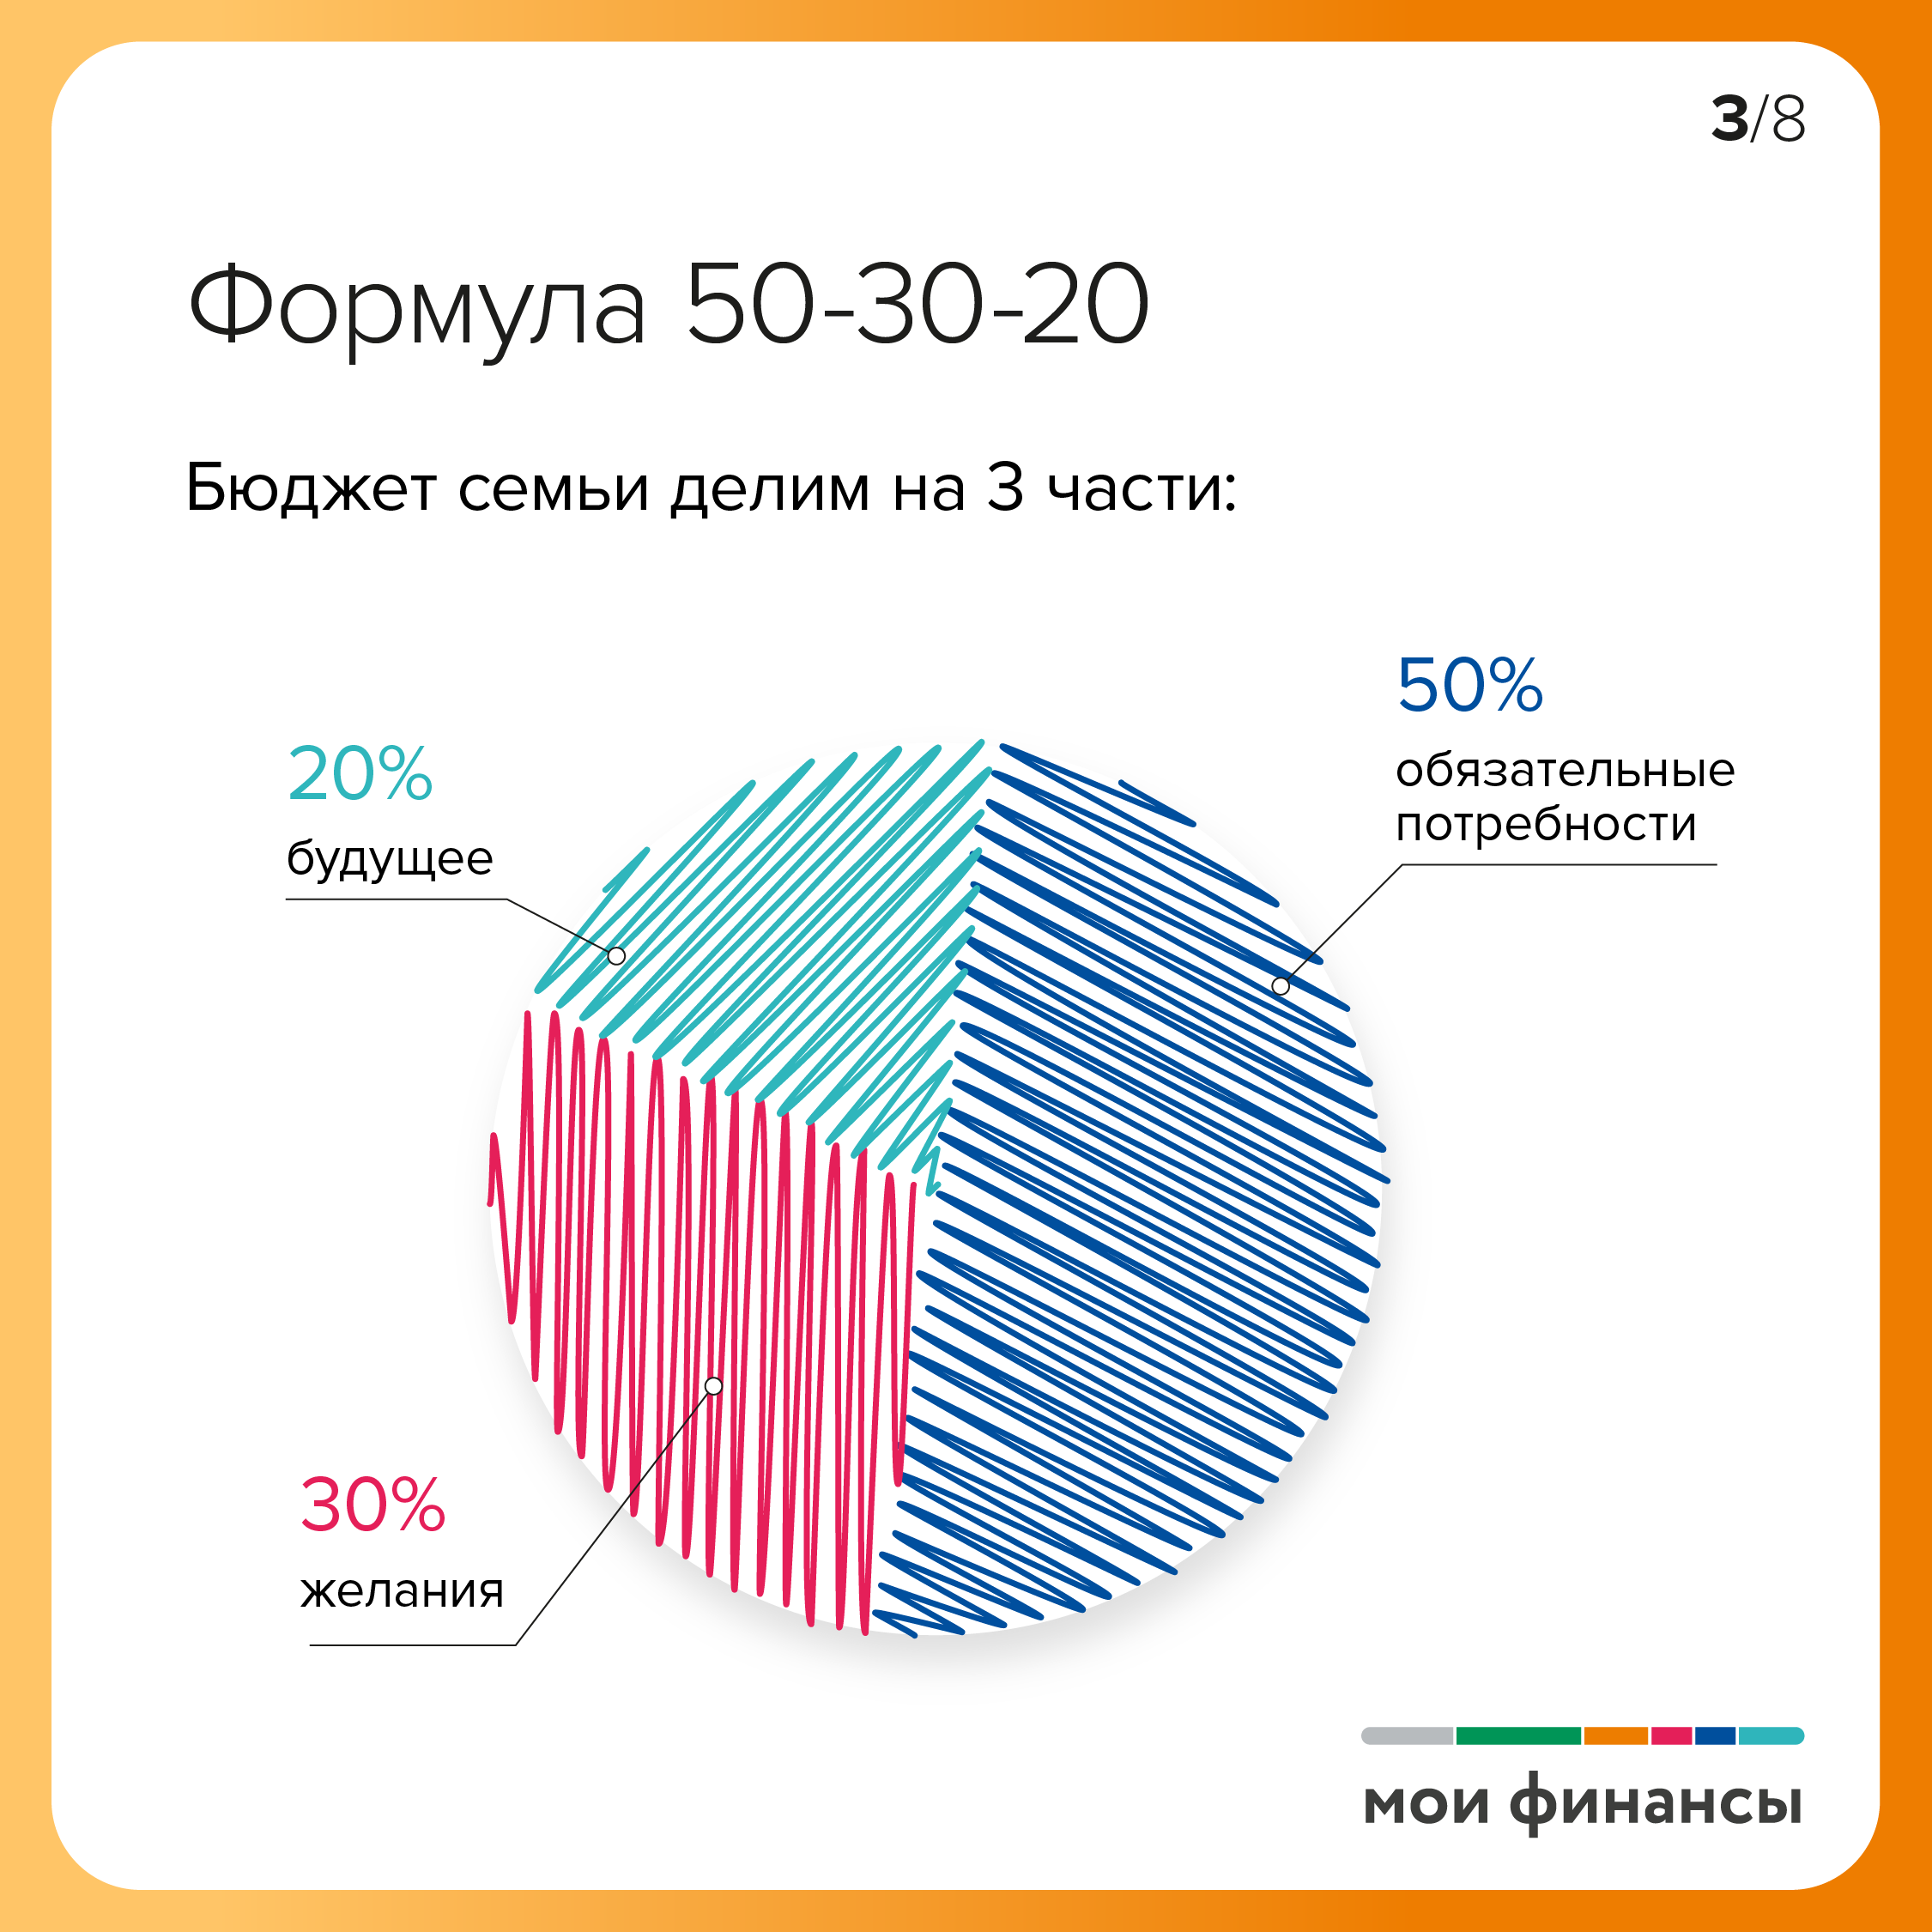 3/8
Формула 50-30-20
Бюджет семьи делим на 3 части:
50%
обязательные
потребности
20%
будущее
30%
желания
мои финансы